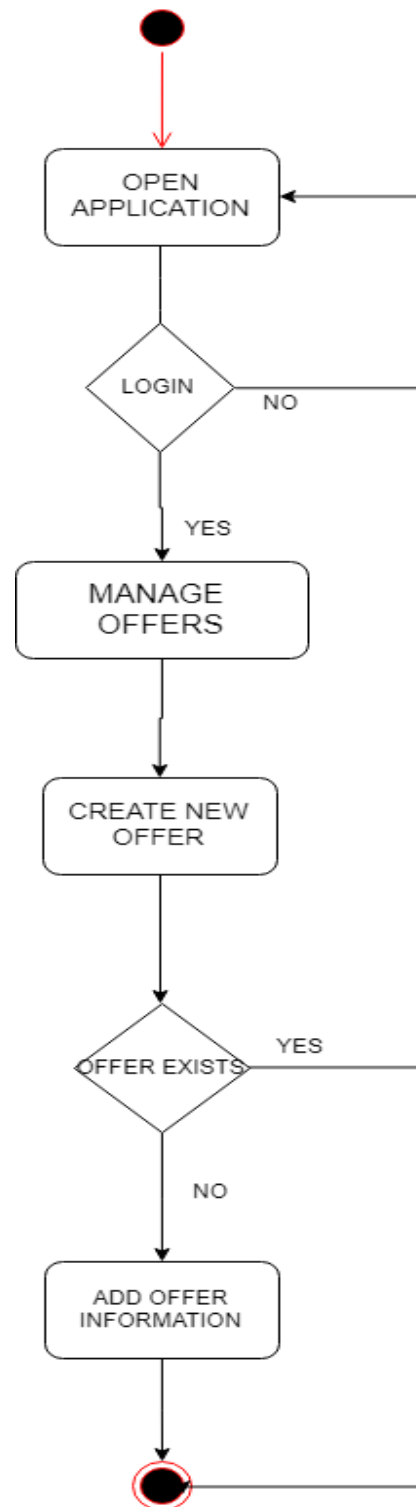 OPEN
APPLICATION
LOGIN
NO
YES
MANAGE
OFFERS
CREATE NEW
OFFER
OFFER EXISTS
YES
NO
ADD OFFER
INFORMATION